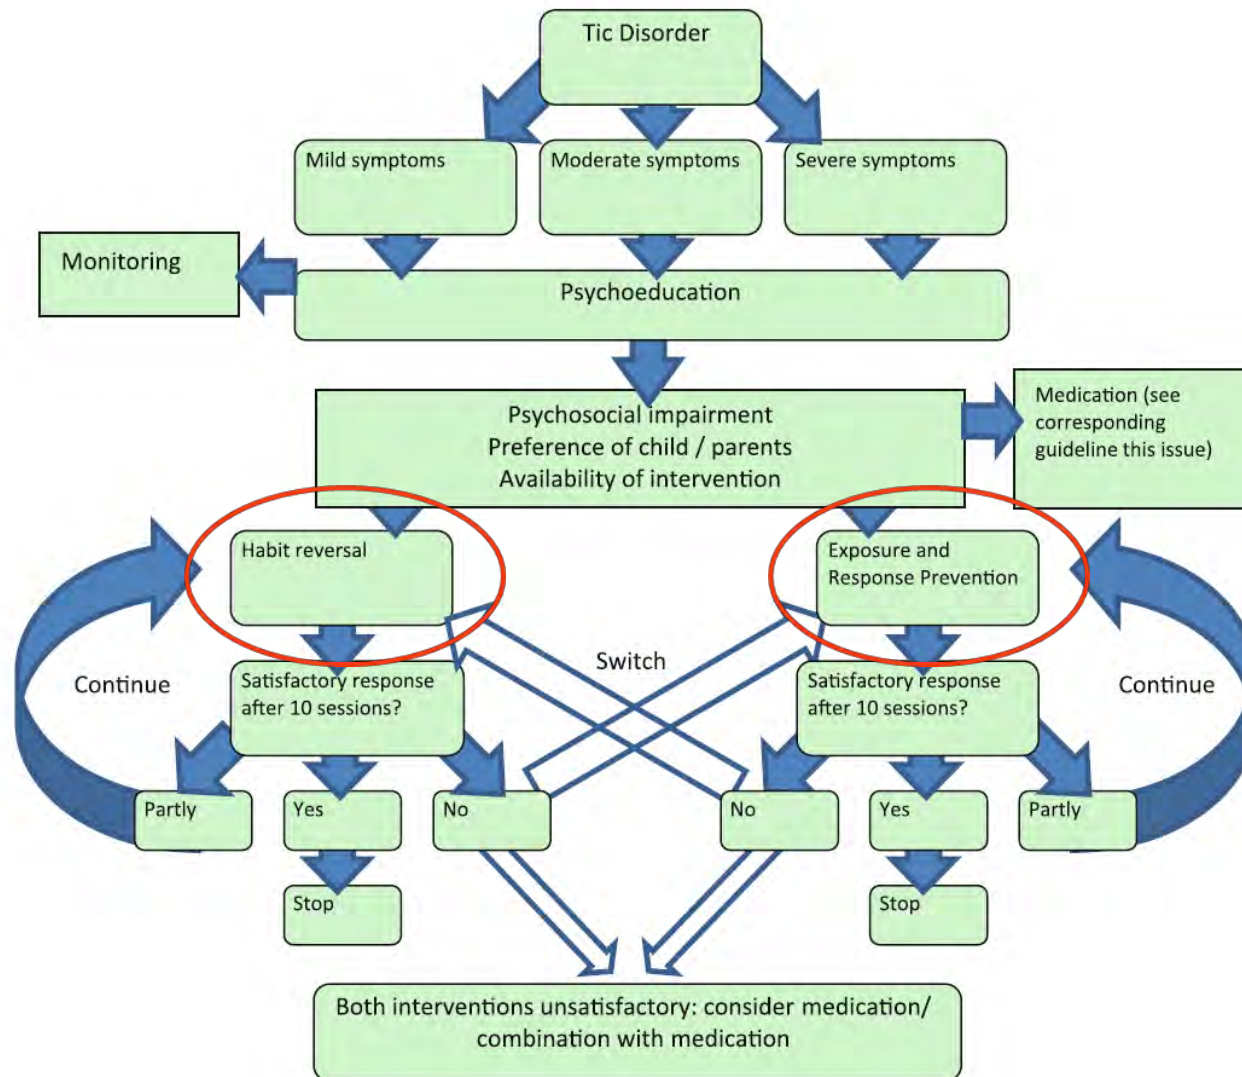 Tic Disorder
Mild symptoms
Moderate symptoms
Severe symptoms
Monitoring
Psychoeducation
Psychosocial impairment
Preference of child / parents
Availability of intervention
Medication (see
corresponding
guideline this issue)
Habit reversal
Exposure and
Response Prevention
Continue
Satisfactory response
after 10 sessions?
Switch
Satisfactory response
after 10 sessions?
Continue
Partly
Yes
No
No
Yes
Partly
Stop
Stop
Both interventions unsatisfactory: consider medication/
combination with medication